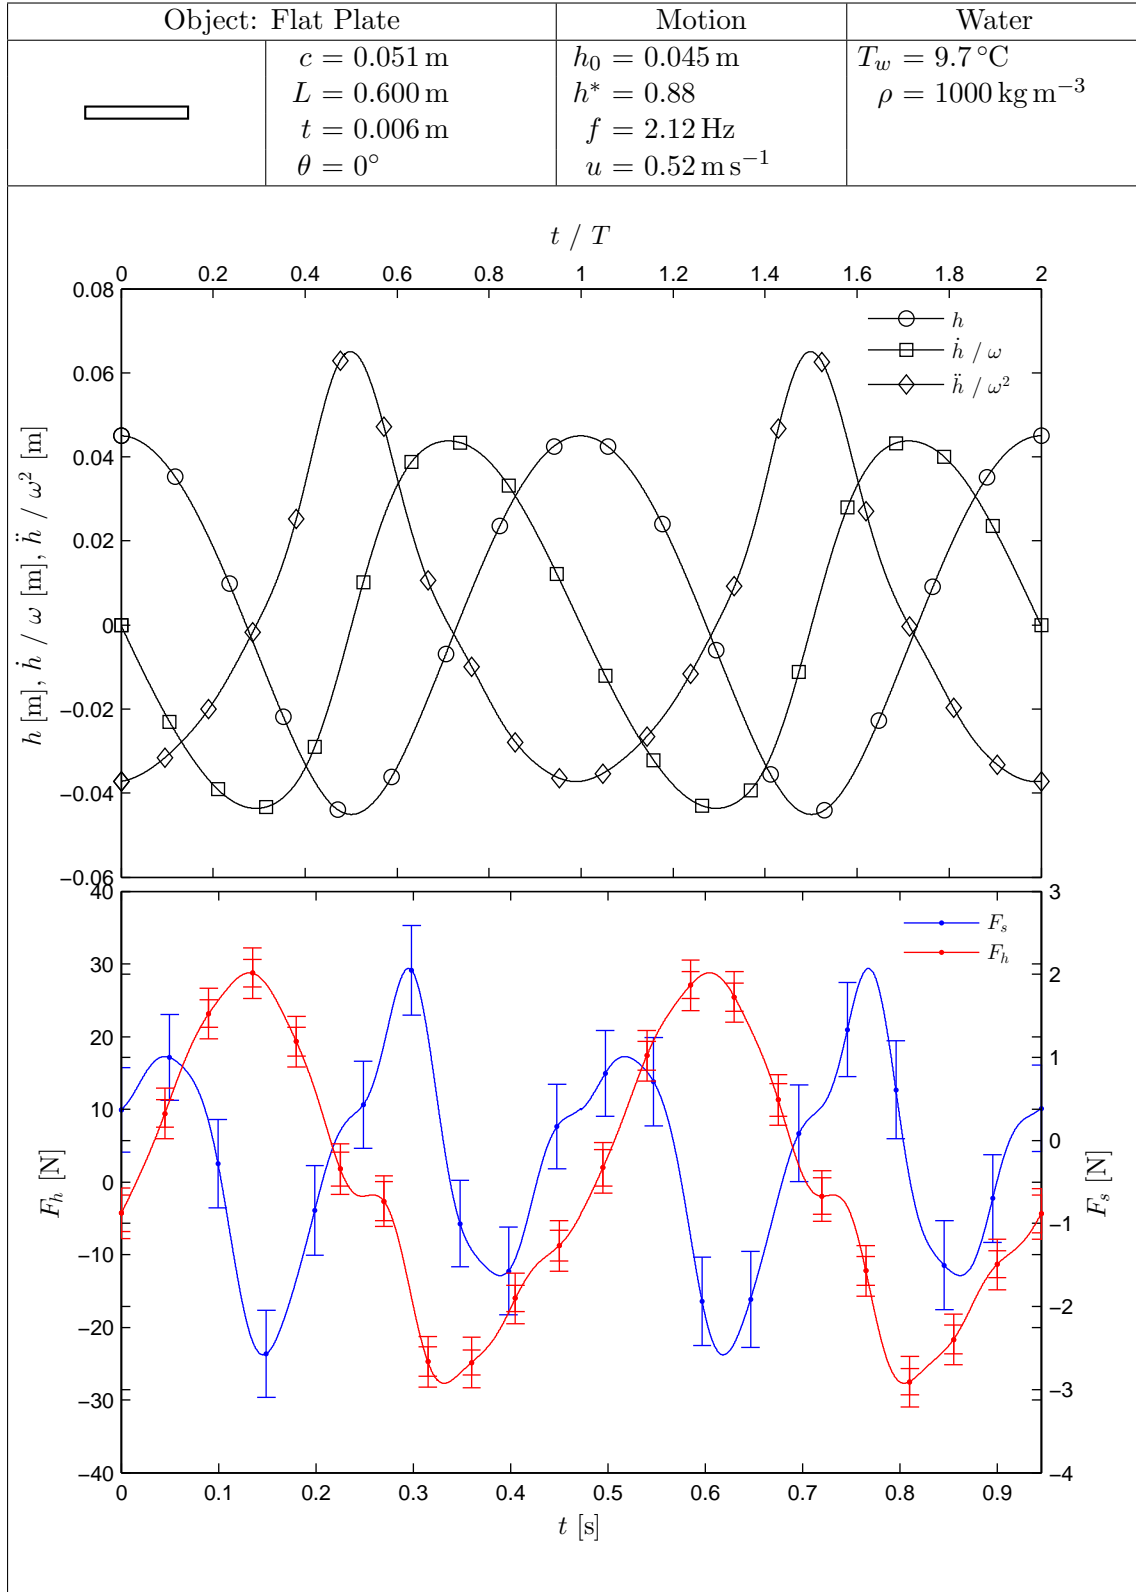 Object: Flat Plate Motion Water
c = 0.051 m h₀ = 0.045 m T_w = 9.7 °C
L = 0.600 m h* = 0.88 ρ = 1000 kg m⁻³
t = 0.006 m f = 2.12 Hz
θ = 0° u = 0.52 m s⁻¹
t / T
0 0.2 0.4 0.6 0.8 1 1.2 1.4 1.6 1.8 2
0.08
0.06
0.04
0.02
0
−0.02
−0.04
−0.06
h [m], ḣ / ω [m], ḧ / ω² [m]
h
ḣ / ω
ḧ / ω²
40
30
20
10
0
−10
−20
−30
−40
F_h [N]
F_s
F_h
3
2
1
0
−1
−2
−3
−4
F_s [N]
0 0.1 0.2 0.3 0.4 0.5 0.6 0.7 0.8 0.9
t [s]